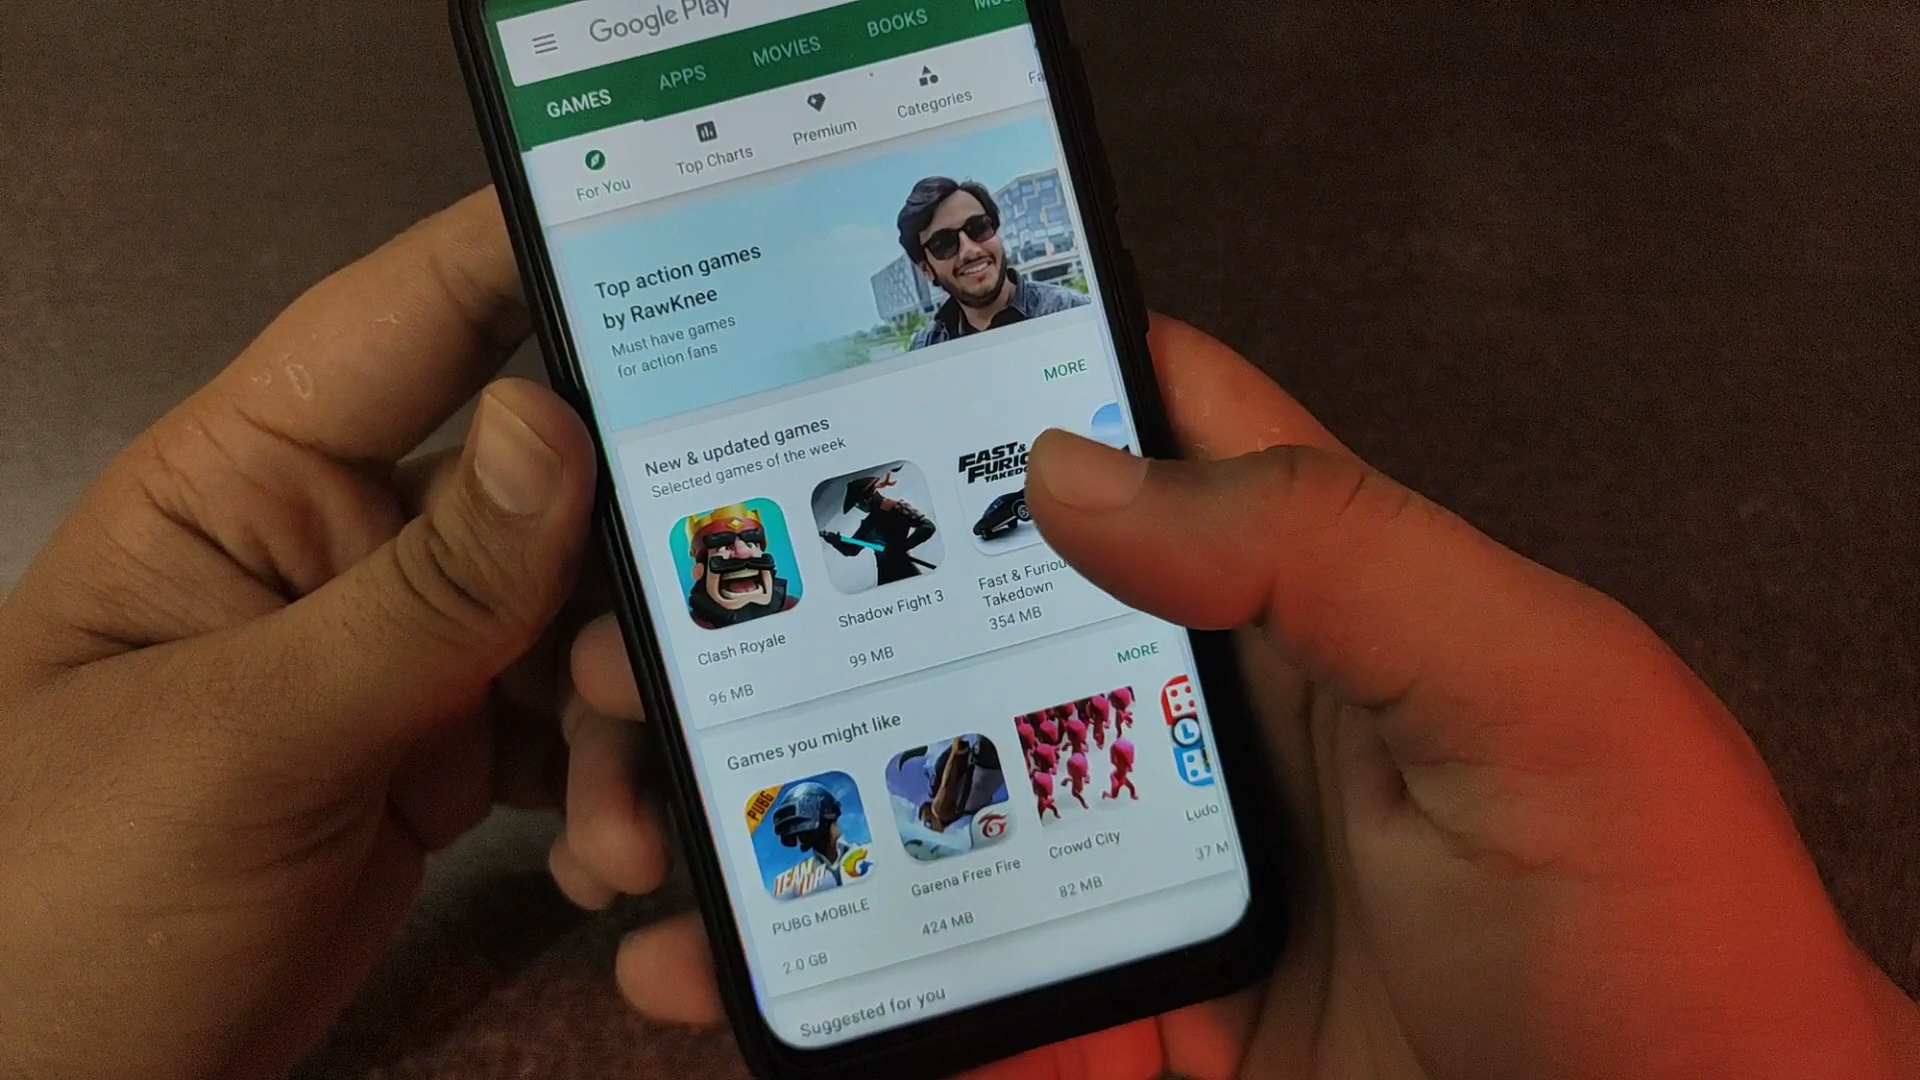 Google Play
GAMES APPS MOVIES BOOKS
For You Top Charts Premium Categories
Top action games
by RawKnee
Must have games
for action fans
New & updated games
MORE
Selected games of the week
FAST &
TAKED
Clash Royale
96 MB
Shadow Fight 3
99 MB
Fast & Furious
Takedown
354 MB
Games you might like
MORE
PUBG
TEAM UP
L
PUBG MOBILE
2.0 GB
Garena Free Fire
424 MB
Crowd City
82 MB
Ludo
37 M
Suggested for you